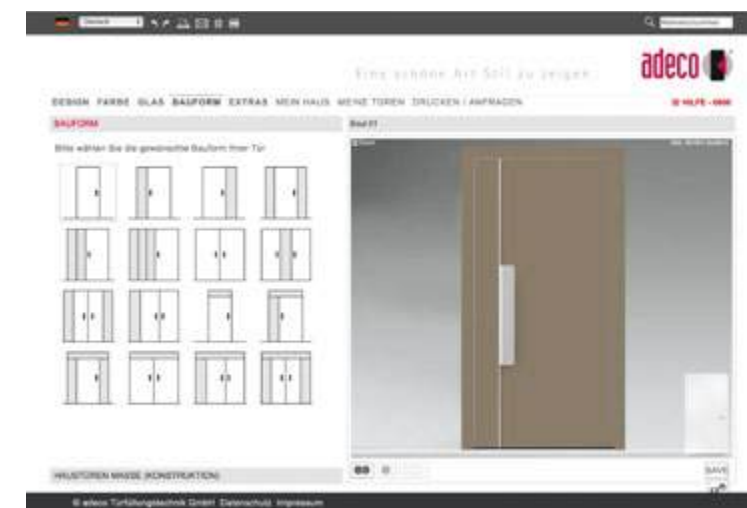 Deutsch
adeco
Eine schöne Art Stil zu zeigen
DESIGN FARBE GLAS BAUFORM EXTRAS MEIN HAUS MEINE TÜREN DRUCKEN / ANFRAGEN
BAUFORM
Bitte wählen Sie die gewünschte Bauform Ihrer Tür
HAUSTÜREN MASSE (KONSTRUKTION)
SAVE
© adeco Türfüllungstechnik GmbH Datenschutz Impressum